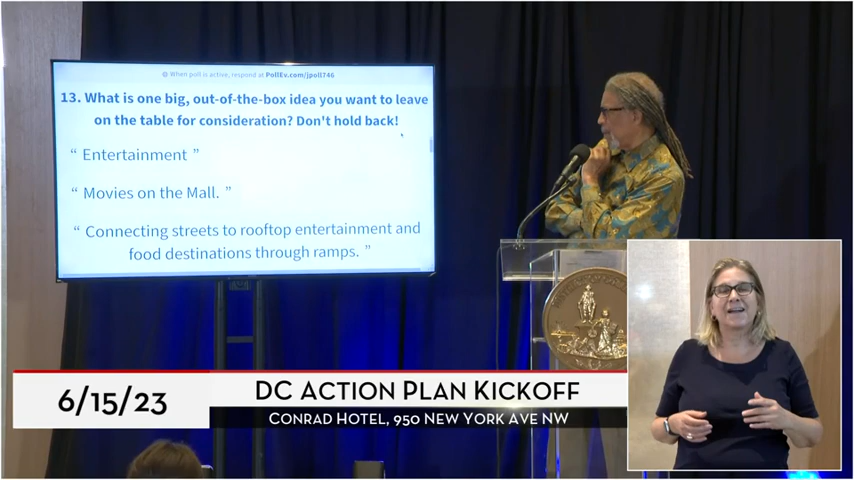 When poll is active, respond at PollEv.com/jpoll746
13. What is one big, out-of-the-box idea you want to leave
on the table for consideration? Don't hold back!
“ Entertainment ”
“ Movies on the Mall. ”
“ Connecting streets to rooftop entertainment and
food destinations through ramps. ”
6/15/23
DC Action Plan Kickoff
Conrad Hotel, 950 New York Ave NW